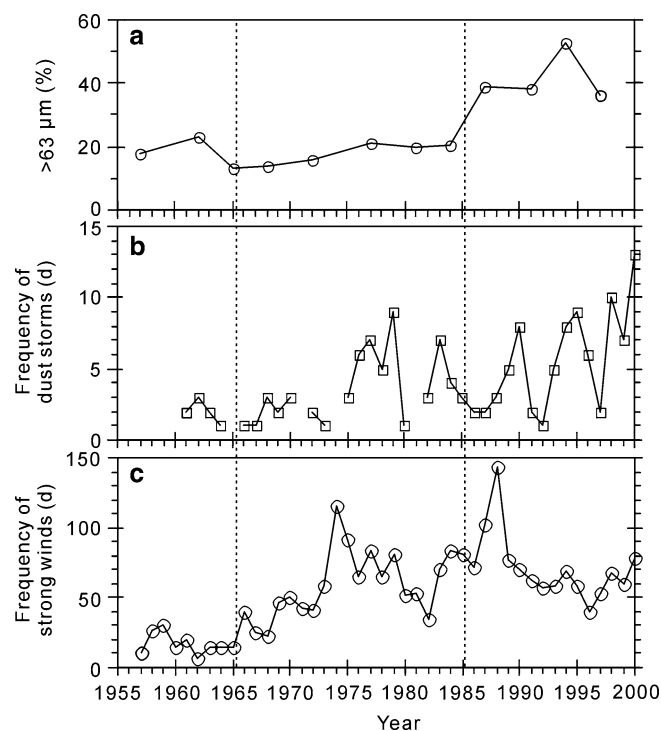 60
a
40
20
0
>63 µm (%)
15
b
10
5
0
Frequency of
dust storms (d)
150
c
100
50
0
Frequency of
strong winds (d)
1955 1960 1965 1970 1975 1980 1985 1990 1995 2000
Year